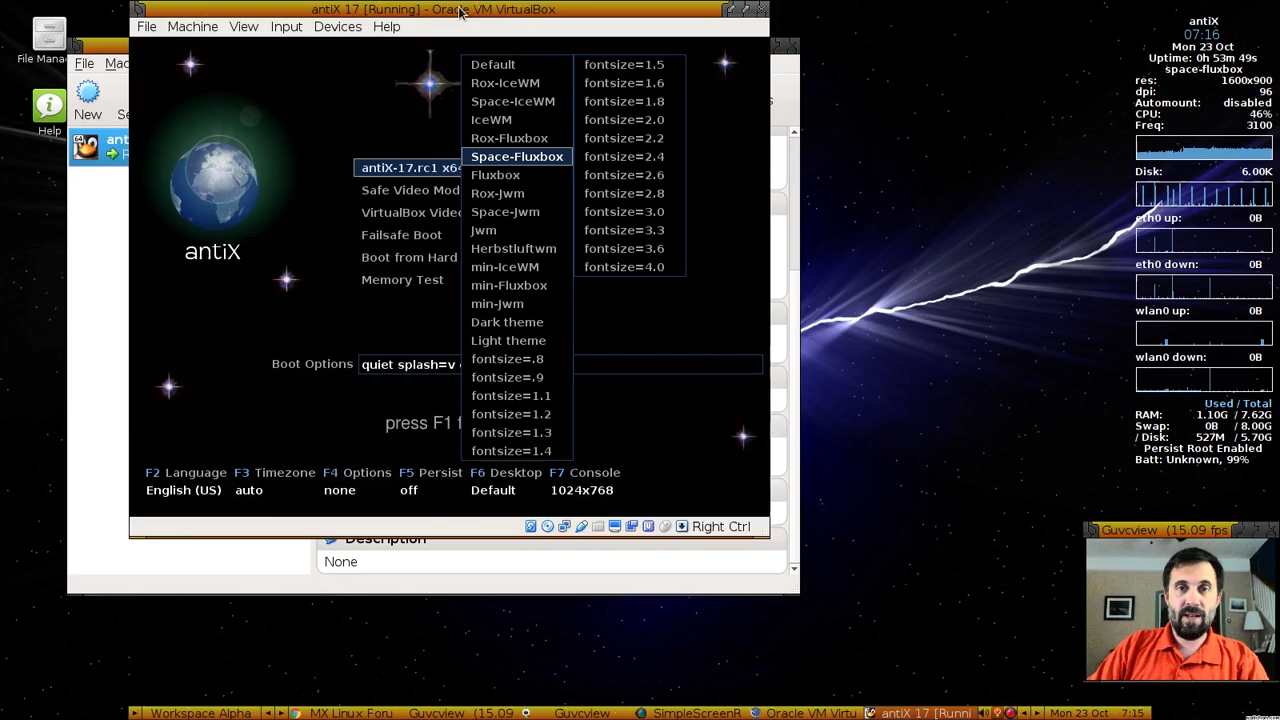 antiX 17 [Running] - Oracle VM VirtualBox
File Machine View Input Devices Help
File Mana
Help
File Mac
New Se
ant
R
antiX
antiX-17.rc1 x64
Safe Video Mod
VirtualBox Video
Failsafe Boot
Boot from Hard
Memory Test
Default
Rox-IceWM
Space-IceWM
IceWM
Rox-Fluxbox
Space-Fluxbox
Fluxbox
Rox-Jwm
Space-Jwm
Jwm
Herbstluftwm
min-IceWM
min-Fluxbox
min-Jwm
Dark theme
Light theme
fontsize=.8
fontsize=.9
fontsize=1.1
fontsize=1.2
fontsize=1.3
fontsize=1.4
fontsize=1.5
fontsize=1.6
fontsize=1.8
fontsize=2.0
fontsize=2.2
fontsize=2.4
fontsize=2.6
fontsize=2.8
fontsize=3.0
fontsize=3.3
fontsize=3.6
fontsize=4.0
Boot Options quiet splash=v
press F1 f
F2 Language F3 Timezone F4 Options F5 Persist F6 Desktop F7 Console
English (US) auto none off Default 1024x768
Right Ctrl
Description
None
antiX
07:16
Mon 23 Oct
Uptime: 0h 53m 49s
space-fluxbox
res: 1600x900
dpi: 96
Automount: disabled
CPU: 46%
Freq: 3100
Disk: 6.00K
eth0 up: 0B
eth0 down: 0B
wlan0 up: 0B
wlan0 down: 0B
Used / Total
RAM: 1.10G / 7.62G
Swap: 0B / 8.00G
/ Disk: 527M / 5.70G
Persist Root Enabled
Batt: Unknown, 99%
Guvcview (15.09 fps
Workspace Alpha MX Linux Foru Guvcview (15.09 Guvcview SimpleScreenR Oracle VM Virtu antiX 17 [Runni Mon 23 Oct 7:15